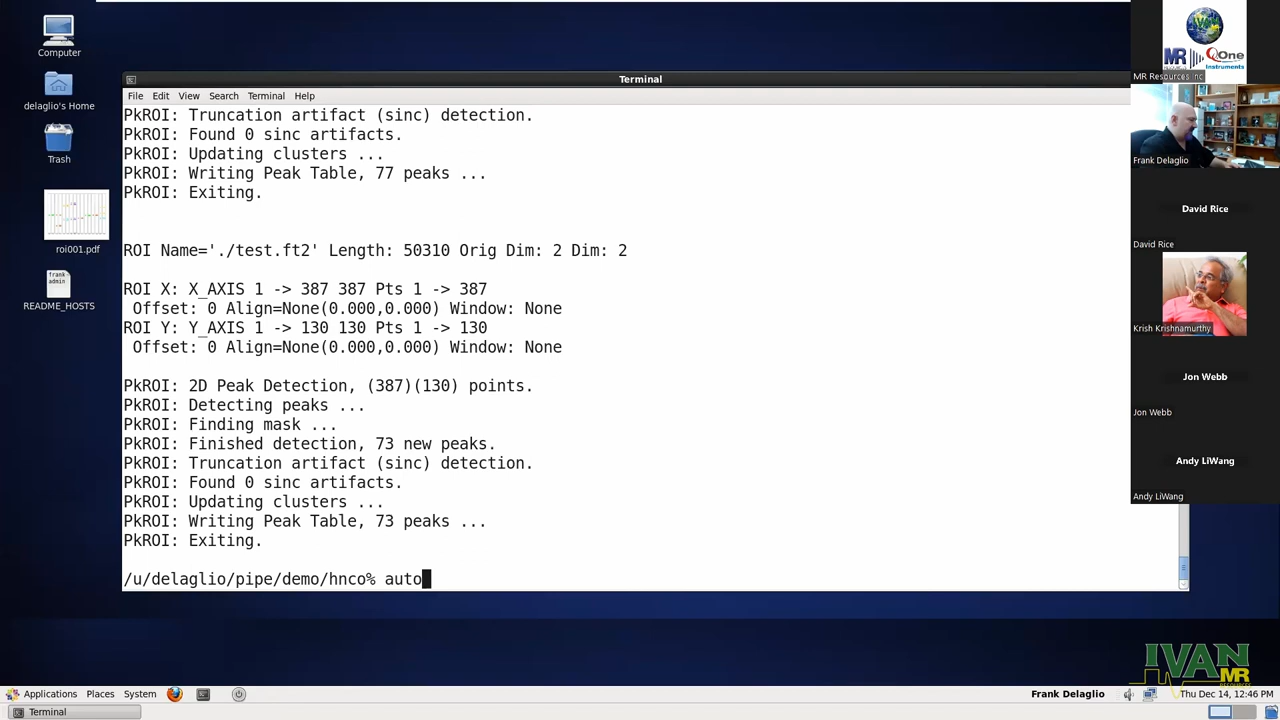 Computer
delaglio's Home
Trash
roi001.pdf
frank
admin
README_HOSTS
Terminal
File Edit View Search Terminal Help
PkROI: Truncation artifact (sinc) detection.
PkROI: Found 0 sinc artifacts.
PkROI: Updating clusters ...
PkROI: Writing Peak Table, 77 peaks ...
PkROI: Exiting.
ROI Name='./test.ft2' Length: 50310 Orig Dim: 2 Dim: 2
ROI X: X_AXIS 1 -> 387 387 Pts 1 -> 387
Offset: 0 Align=None(0.000,0.000) Window: None
ROI Y: Y_AXIS 1 -> 130 130 Pts 1 -> 130
Offset: 0 Align=None(0.000,0.000) Window: None
PkROI: 2D Peak Detection, (387)(130) points.
PkROI: Detecting peaks ...
PkROI: Finding mask ...
PkROI: Finished detection, 73 new peaks.
PkROI: Truncation artifact (sinc) detection.
PkROI: Found 0 sinc artifacts.
PkROI: Updating clusters ...
PkROI: Writing Peak Table, 73 peaks ...
PkROI: Exiting.
/u/delaglio/pipe/demo/hnco% auto
MR QOne
Instruments
MR Resources Inc
Frank Delaglio
David Rice
David Rice
Krish Krishnamurthy
Jon Webb
Jon Webb
Andy LiWang
Andy LiWang
IVAN
MR
RESOURCES
Applications Places System
Frank Delaglio Thu Dec 14, 12:46 PM
Terminal